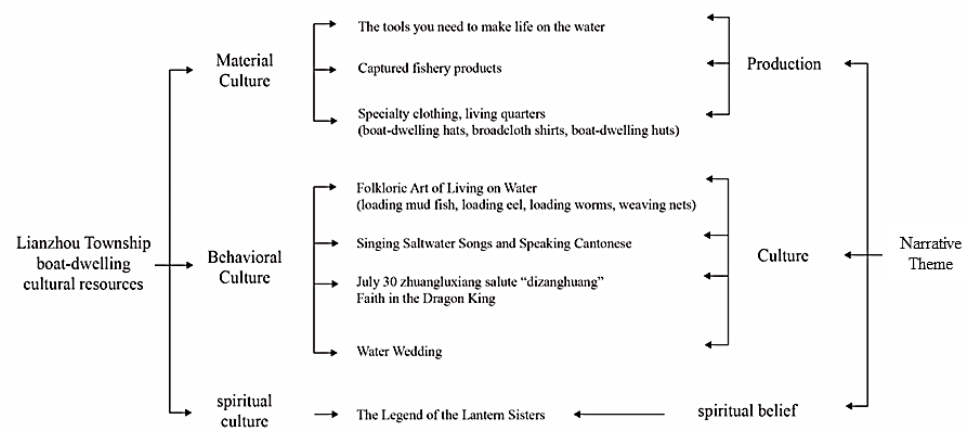 The tools you need to make life on the water
Material
Culture
Captured fishery products
Production
Specialty clothing, living quarters
(boat-dwelling hats, broadcloth shirts, boat-dwelling huts)
Folkloric Art of Living on Water
(loading mud fish, loading eel, loading worms, weaving nets)
Lianzhou Township
boat-dwelling
cultural resources
Behavioral
Culture
Singing Saltwater Songs and Speaking Cantonese
Culture
Narrative
Theme
July 30 zhuangluxiang salute “dizanghuang”
Faith in the Dragon King
Water Wedding
spiritual
culture
The Legend of the Lantern Sisters
spiritual belief